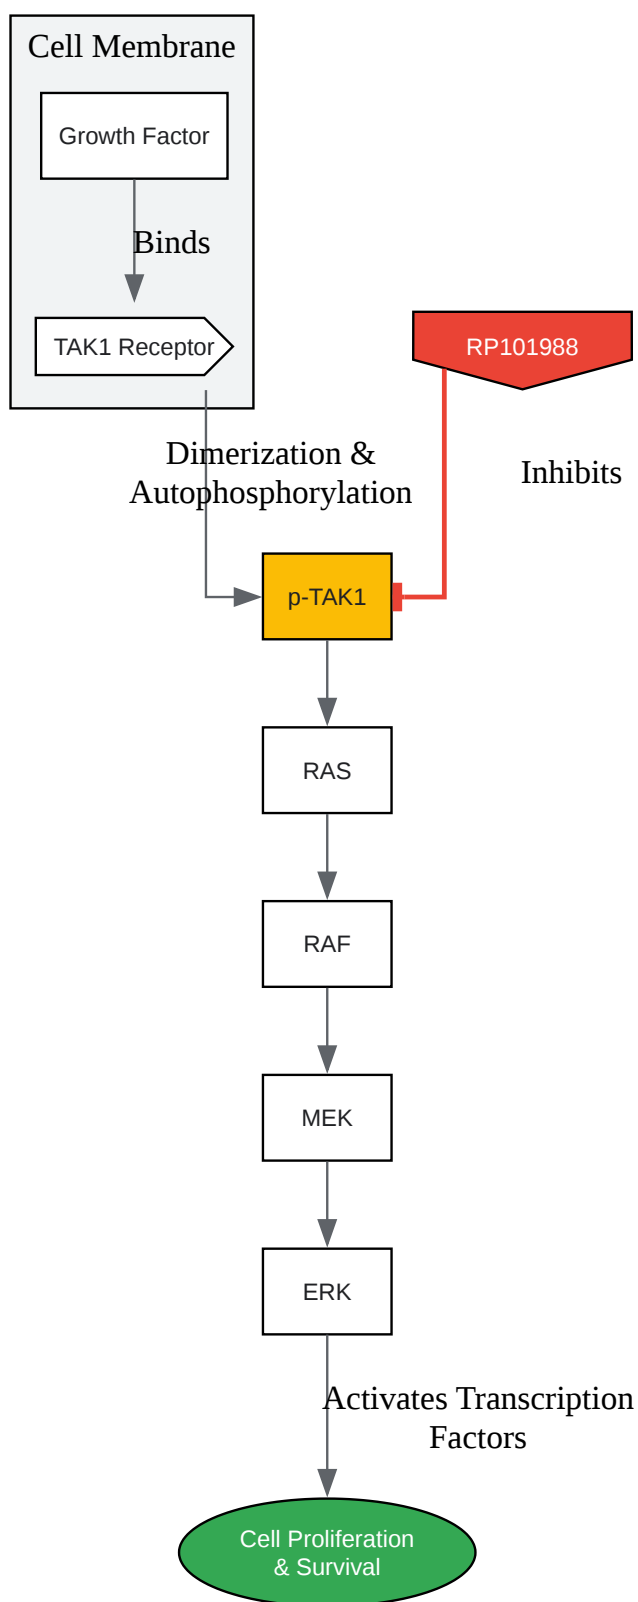 Cell Membrane
Growth Factor
Binds
TAK1 Receptor
RP101988
Dimerization &
Autophosphorylation
Inhibits
p-TAK1
RAS
RAF
MEK
ERK
Activates Transcription
Factors
Cell Proliferation
& Survival